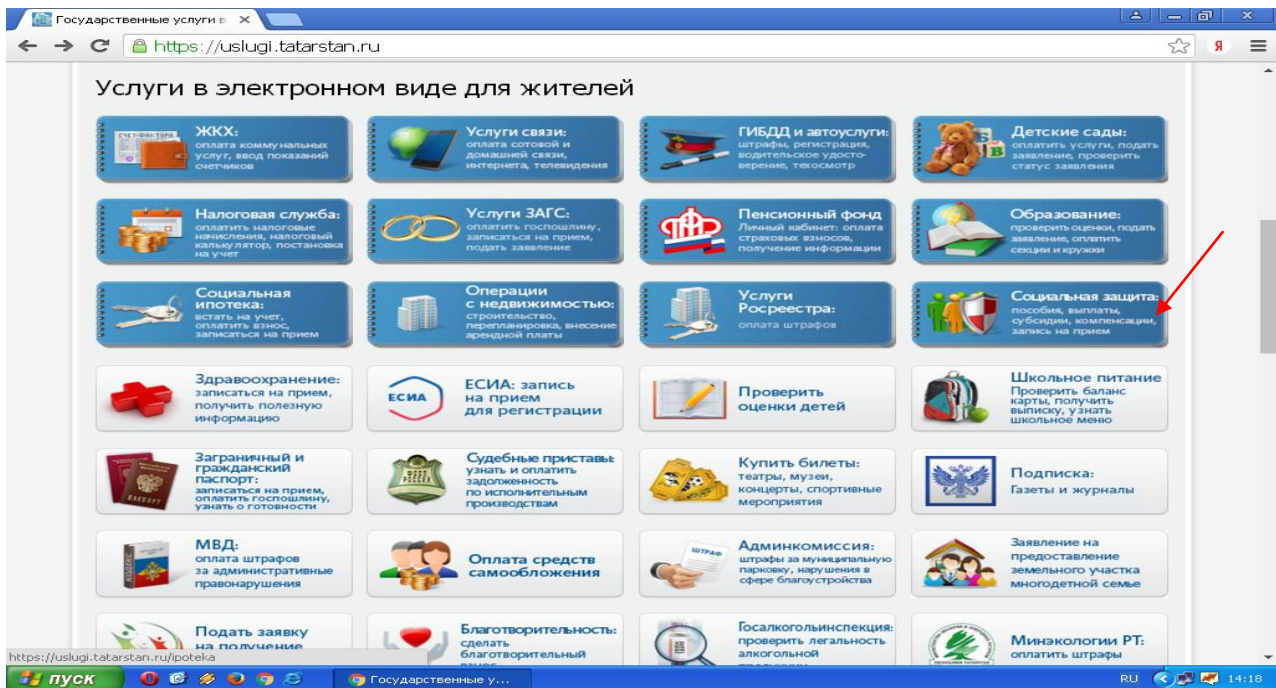 Государственные услуги в
https://uslugi.tatarstan.ru
Я
Услуги в электронном виде для жителей
СЧЕТ-ФАКТУРА
ЖКХ:
оплата коммунальных
услуг, ввод показаний
счетчиков
Услуги связи:
оплата сотовой и
домашней связи,
интернета, телевидения
ГИБДД и автоуслуги:
штрафы, регистрация,
водительское удосто-
верение, техосмотр
Детские сады:
оплатить услуги, подать
заявление, проверить
статус заявления
Налоговая служба:
оплатить налоговые
начисления, налоговый
калькулятор, постановка
на учет
Услуги ЗАГС:
оплатить госпошлину,
записаться на прием,
подать заявление
Пенсионный фонд
Личный кабинет: оплата
страховых взносов,
получение информации
Образование:
проверить оценки, подать
заявление, оплатить
секции и кружки
Социальная
ипотека:
встать на учет,
оплатить взнос,
записаться на прием
Операции
с недвижимостью:
строительство,
перепланировка, внесение
арендной платы
Услуги
Росреестра:
оплата штрафов
Социальная защита:
пособия, выплаты,
субсидии, компенсации,
запись на прием
Здравоохранение:
записаться на прием,
получить полезную
информацию
ЕСИА
ЕСИА: запись
на прием
для регистрации
Проверить
оценки детей
Школьное питание
Проверить баланс
карты, получить
выписку, узнать
школьное меню
Заграничный и
гражданский
паспорт:
записаться на прием,
оплатить госпошлину,
узнать о готовности
Судебные приставы:
узнать и оплатить
задолженность
по исполнительным
производствам
Купить билеты:
театры, музеи,
концерты, спортивные
мероприятия
Подписка:
Газеты и журналы
КОДЕКС
МВД:
оплата штрафов
за административные
правонарушения
Оплата средств
самообложения
ШТРАФ
Админкомиссия:
штрафы за муниципальную
парковку, нарушения в
сфере благоустройства
Заявление на
предоставление
земельного участка
многодетной семье
Подать заявку
на получение
Благотворительность:
сделать
благотворительный
взнос
Госалкогольинспекция:
проверить легальность
алкогольной
продукции
Минэкологии РТ:
оплатить штрафы
https://uslugi.tatarstan.ru/ipoteka
пуск
Государственные у...
RU
14:18